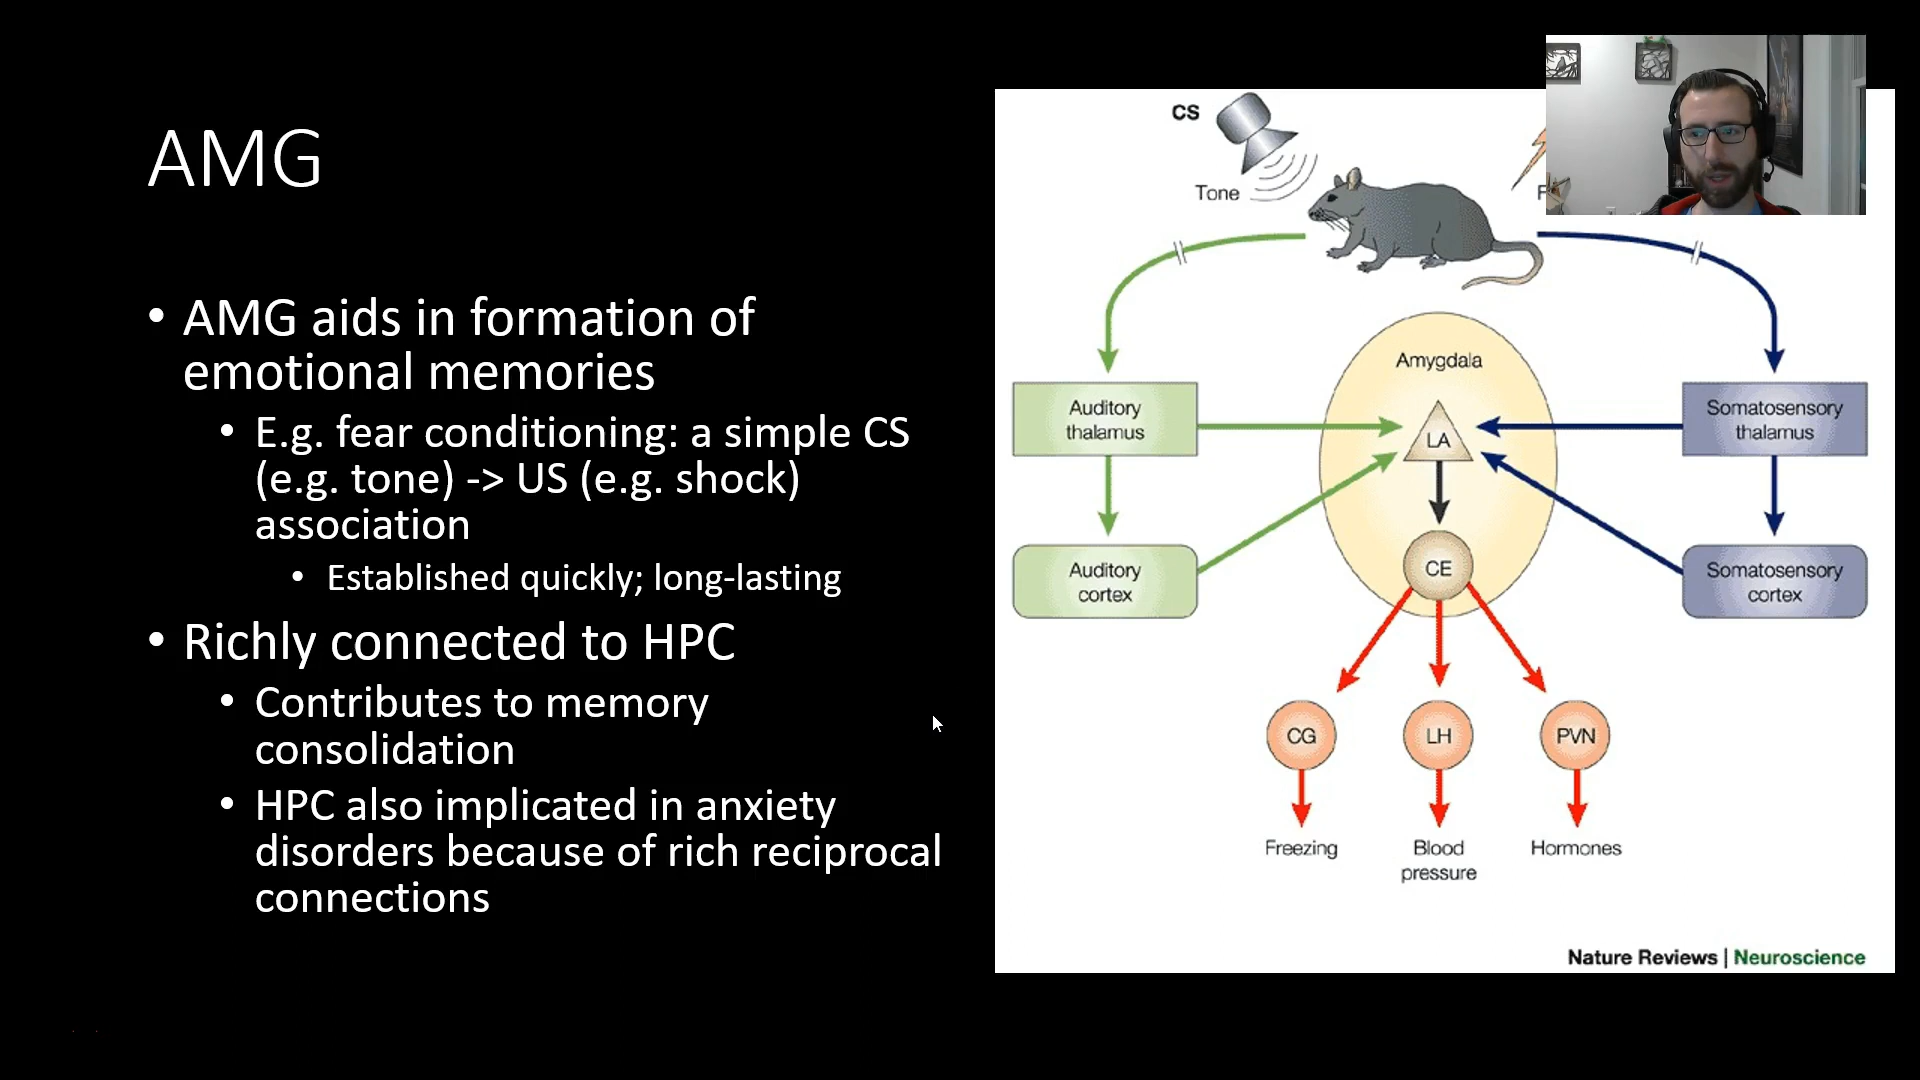 AMG
• AMG aids in formation of
emotional memories
• E.g. fear conditioning: a simple CS
(e.g. tone) -> US (e.g. shock)
association
• Established quickly; long-lasting
• Richly connected to HPC
• Contributes to memory
consolidation
• HPC also implicated in anxiety
disorders because of rich reciprocal
connections
CS
Tone
Amygdala
Auditory
thalamus
LA
Somatosensory
thalamus
Auditory
cortex
CE
Somatosensory
cortex
CG
LH
PVN
Freezing
Blood
pressure
Hormones
Nature Reviews | Neuroscience